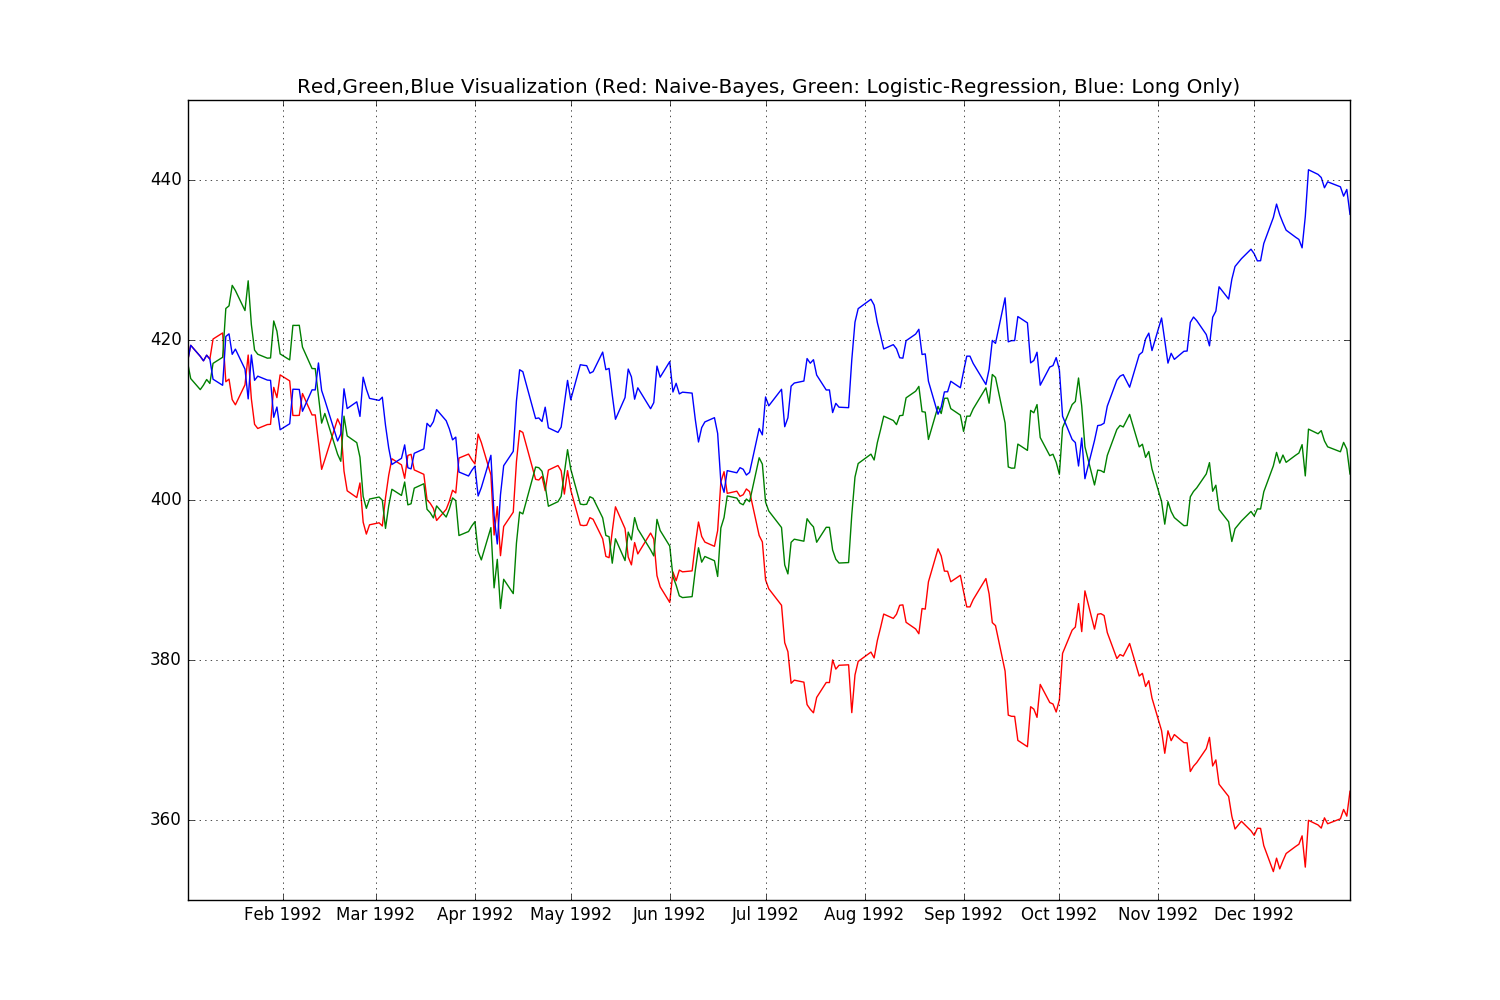 Red,Green,Blue Visualization (Red: Naive-Bayes, Green: Logistic-Regression, Blue: Long Only)
440
420
400
380
360
Feb 1992 Mar 1992 Apr 1992 May 1992 Jun 1992 Jul 1992 Aug 1992 Sep 1992 Oct 1992 Nov 1992 Dec 1992